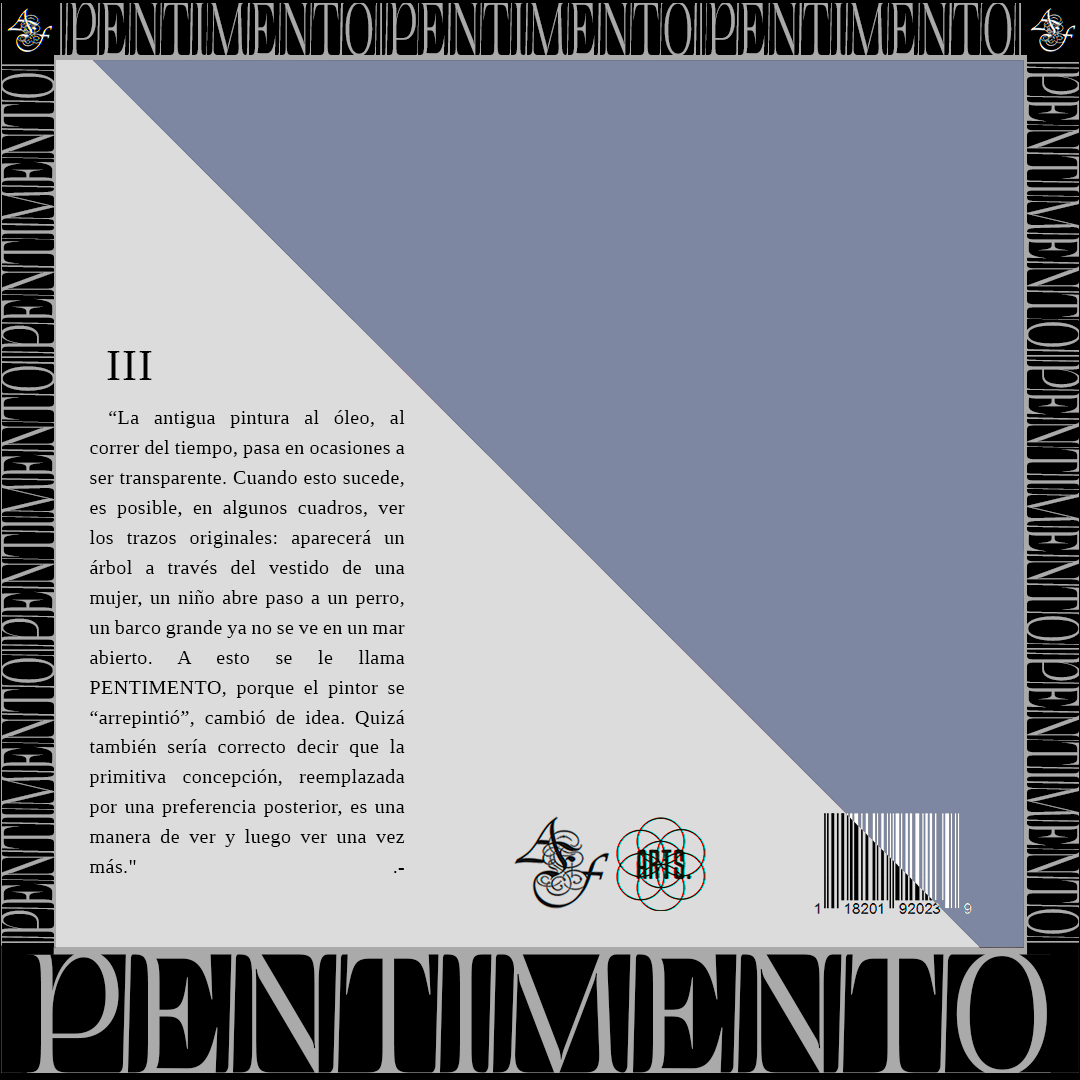 PENTIMENTO PENTIMENTO PENTIMENTO
PENTIMENTO PENTIMENTO PENTIMENTO
PENTIMENTO PENTIMENTO PENTIMENTO
III
“La antigua pintura al óleo, al
correr del tiempo, pasa en ocasiones a
ser transparente. Cuando esto sucede,
es posible, en algunos cuadros, ver
los trazos originales: aparecerá un
árbol a través del vestido de una
mujer, un niño abre paso a un perro,
un barco grande ya no se ve en un mar
abierto. A esto se le llama
PENTIMENTO, porque el pintor se
“arrepintió”, cambió de idea. Quizá
también sería correcto decir que la
primitiva concepción, reemplazada
por una preferencia posterior, es una
manera de ver y luego ver una vez
más." .-
ARTS.
1 18201 92023 9
PENTIMENTO